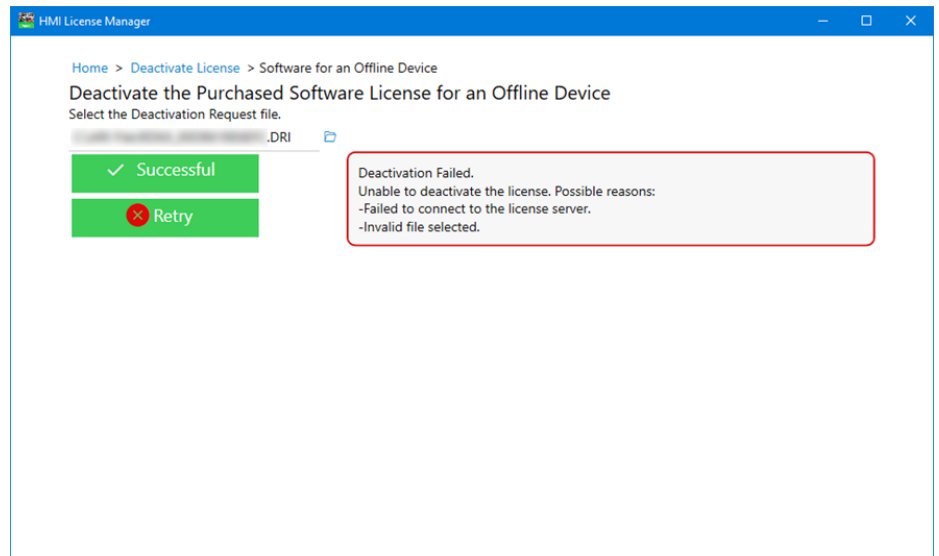 HMI License Manager
Home > Deactivate License > Software for an Offline Device
Deactivate the Purchased Software License for an Offline Device
Select the Deactivation Request file.
.DRI
Successful
Retry
Deactivation Failed.
Unable to deactivate the license. Possible reasons:
-Failed to connect to the license server.
-Invalid file selected.